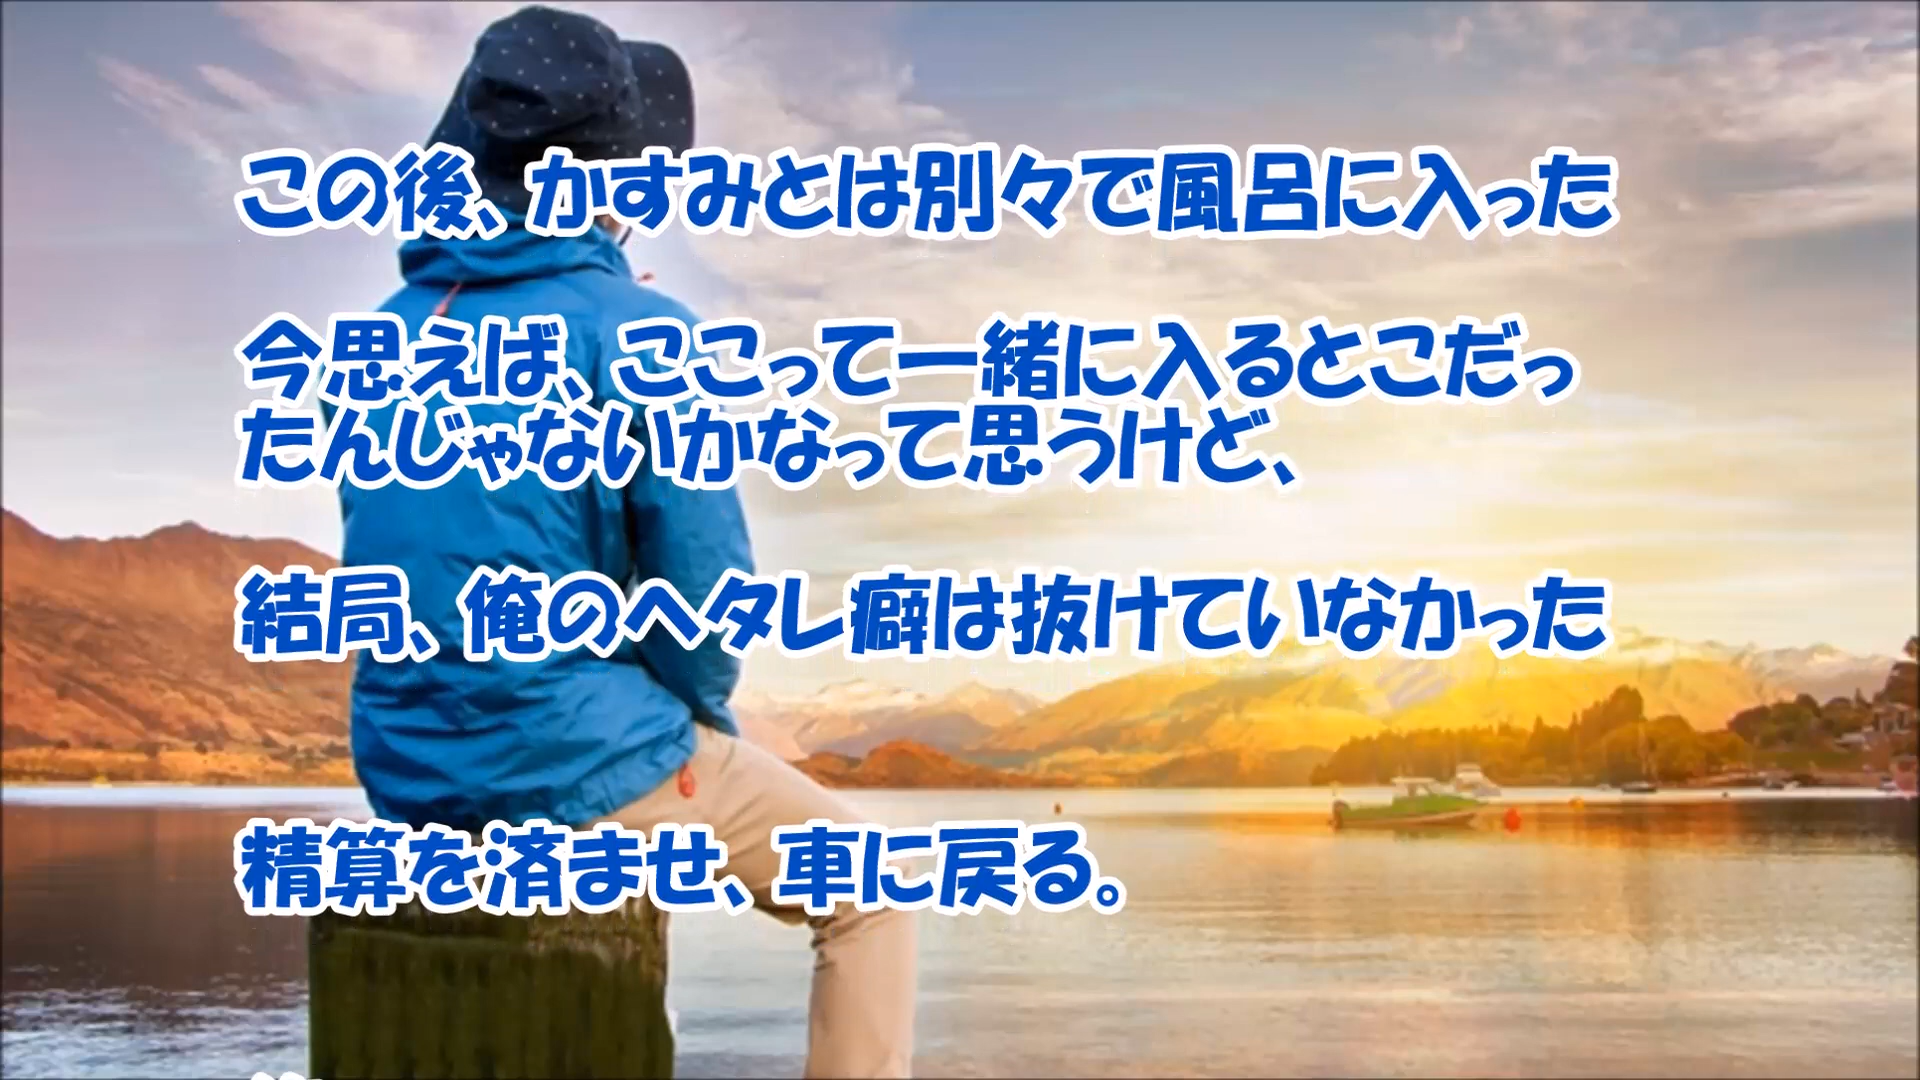 この後、かすみとは別々で風呂に入った
今思えば、ここって一緒に入るとこだっ
たんじゃないかなって思うけど、
結局、俺のヘタレ癖は抜けていなかった
精算を済ませ、車に戻る。